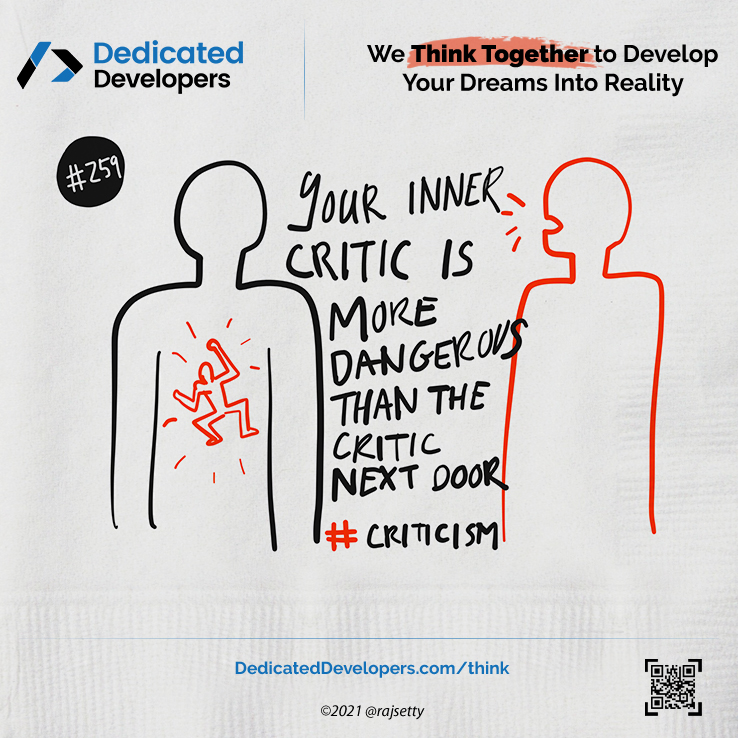 Dedicated
Developers
We Think Together to Develop
Your Dreams Into Reality
#259
YOUR INNER
CRITIC IS
MORE
DANGEROUS
THAN THE
CRITIC
NEXT DOOR
# CRITICISM
DedicatedDevelopers.com/think
©2021 @rajsetty